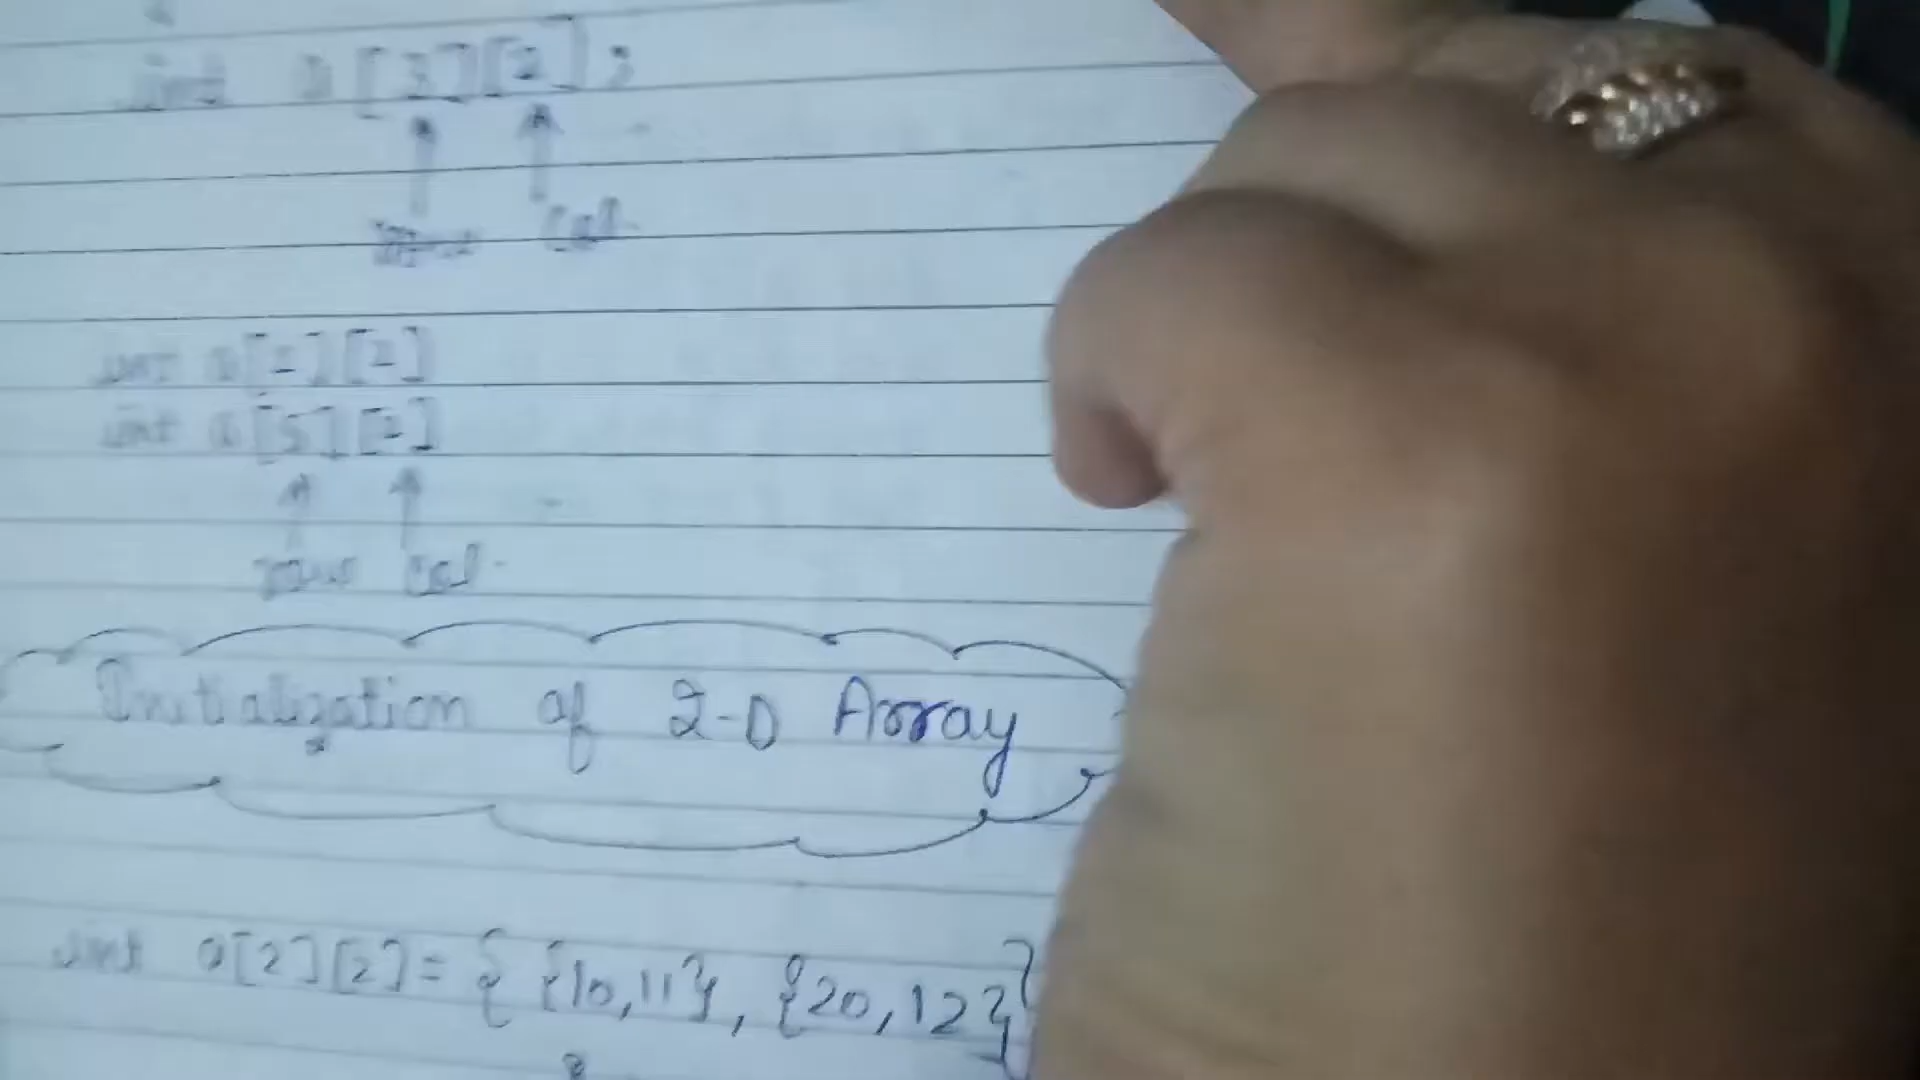 int a[3][2];
row col.
int a[2][2]
int a[5][2]
row col.
Initialization of 2-D Array
int a[2][2] = { {10,11}, {20,12}}